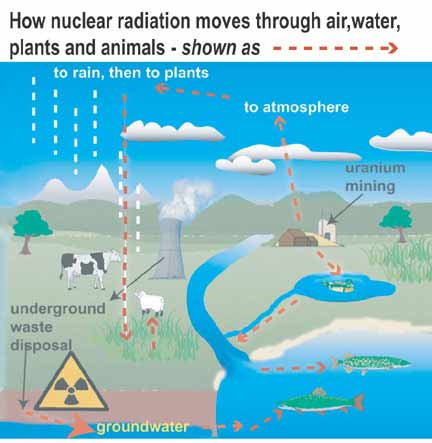 How nuclear radiation moves through air,water,
plants and animals - shown as
to rain, then to plants
to atmosphere
uranium
mining
underground
waste
disposal
groundwater